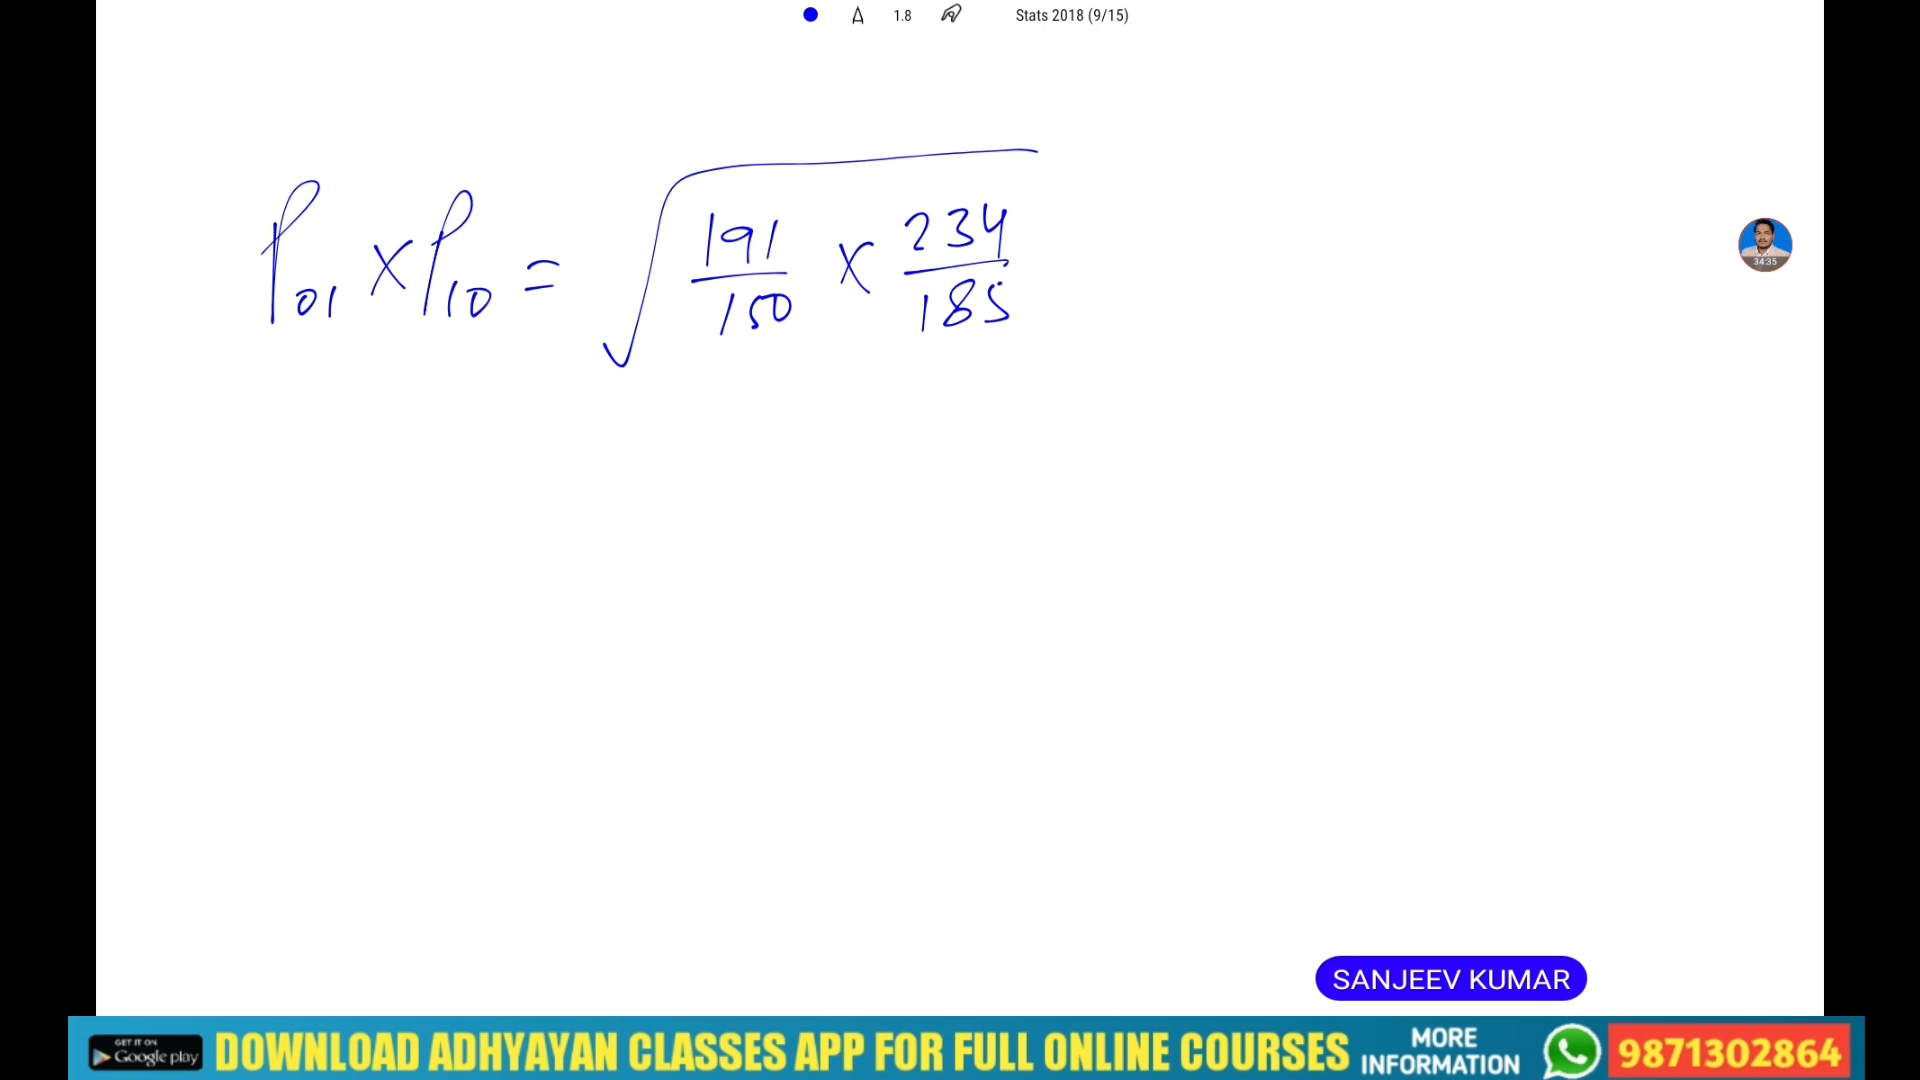 1.8 Stats 2018 (9/15)
P₀₁ × P₁₀ = √(191/150 × 234/185)
34:35
SANJEEV KUMAR
GET IT ON
Google play
DOWNLOAD ADHYAYAN CLASSES APP FOR FULL ONLINE COURSES
MORE
INFORMATION
9871302864